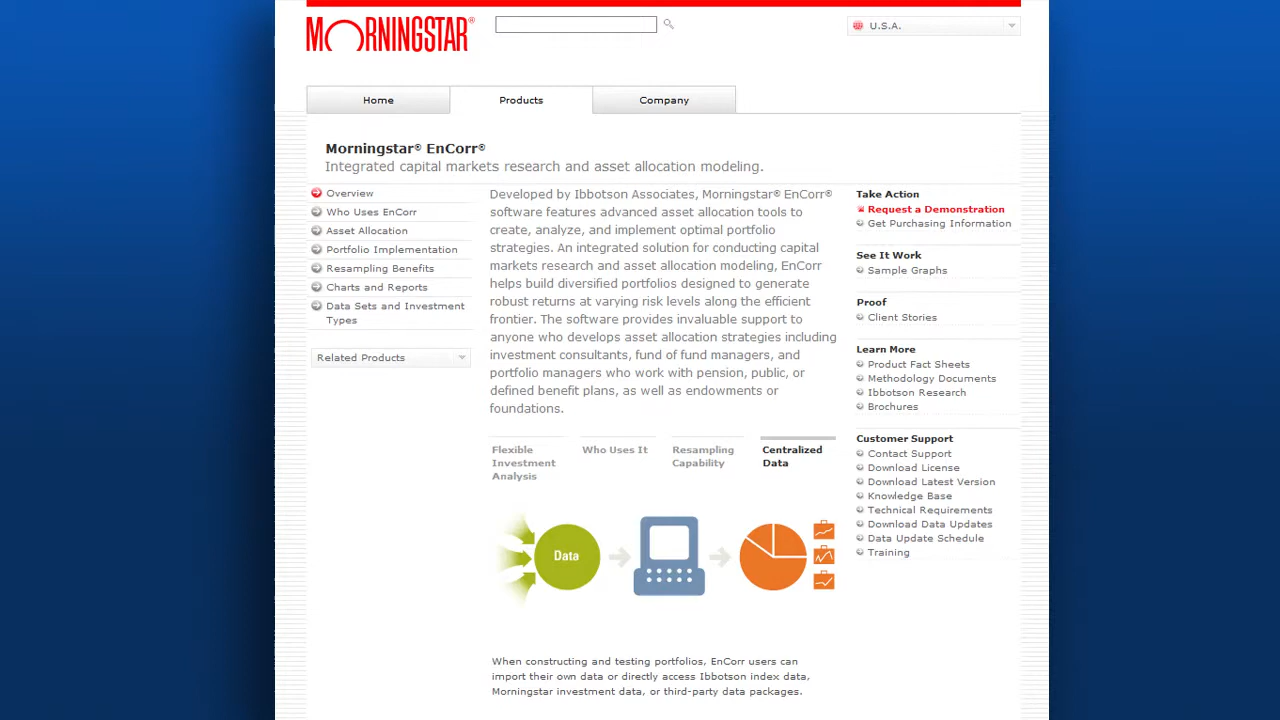 MORNINGSTAR®
U.S.A.
Home
Products
Company
Morningstar® EnCorr®
Integrated capital markets research and asset allocation modeling.
Overview
Who Uses EnCorr
Asset Allocation
Portfolio Implementation
Resampling Benefits
Charts and Reports
Data Sets and Investment
Types
Related Products
Developed by Ibbotson Associates, Morningstar® EnCorr®
software features advanced asset allocation tools to
create, analyze, and implement optimal portfolio
strategies. An integrated solution for conducting capital
markets research and asset allocation modeling, EnCorr
helps build diversified portfolios designed to generate
robust returns at varying risk levels along the efficient
frontier. The software provides invaluable support to
anyone who develops asset allocation strategies including
investment consultants, fund of fund managers, and
portfolio managers who work with pension, public, or
defined benefit plans, as well as endowments or
foundations.
Flexible
Investment
Analysis
Who Uses It
Resampling
Capability
Centralized
Data
Data
When constructing and testing portfolios, EnCorr users can
import their own data or directly access Ibbotson index data,
Morningstar investment data, or third-party data packages.
Take Action
Request a Demonstration
Get Purchasing Information
See It Work
Sample Graphs
Proof
Client Stories
Learn More
Product Fact Sheets
Methodology Documents
Ibbotson Research
Brochures
Customer Support
Contact Support
Download License
Download Latest Version
Knowledge Base
Technical Requirements
Download Data Updates
Data Update Schedule
Training